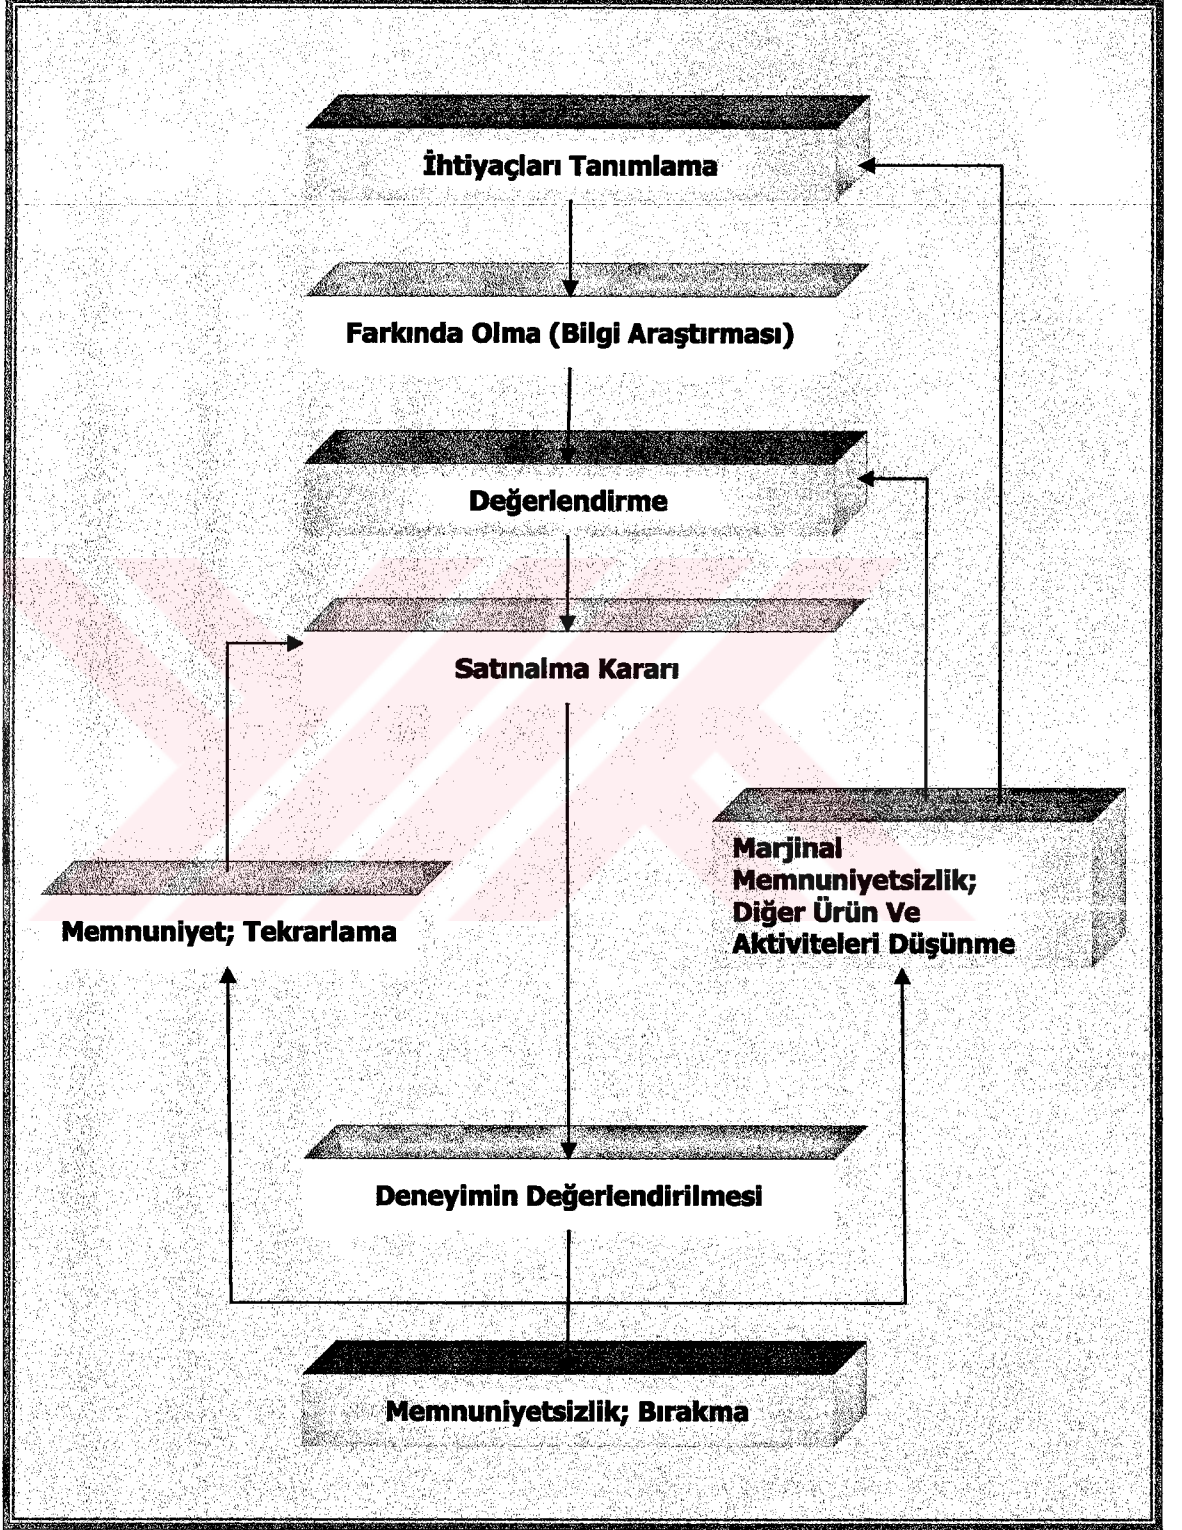 İhtiyaçları Tanımlama
Farkında Olma (Bilgi Araştırması)
Değerlendirme
Satınalma Kararı
Marjinal
Memnuniyetsizlik;
Diğer Ürün Ve
Aktiviteleri Düşünme
Memnuniyet; Tekrarlama
Deneyimin Değerlendirilmesi
Memnuniyetsizlik; Bırakma